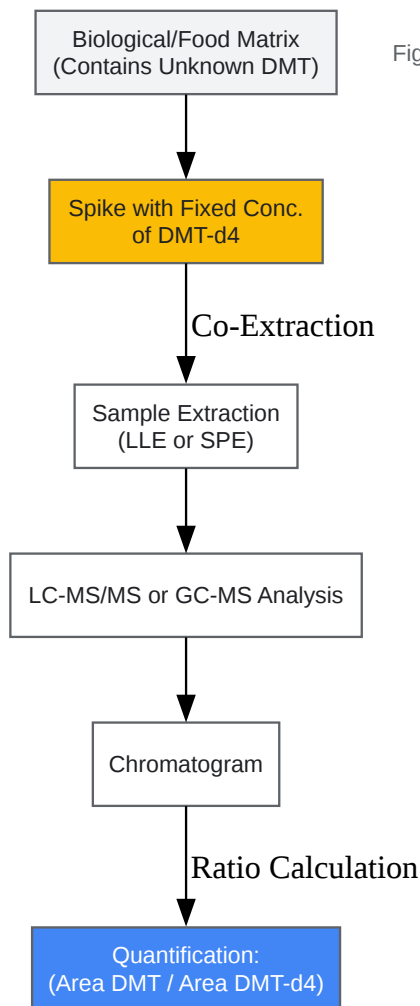 Biological/Food Matrix
(Contains Unknown DMT)
Fig
Spike with Fixed Conc.
of DMT-d4
Co-Extraction
Sample Extraction
(LLE or SPE)
LC-MS/MS or GC-MS Analysis
Chromatogram
Ratio Calculation
Quantification:
(Area DMT / Area DMT-d4)